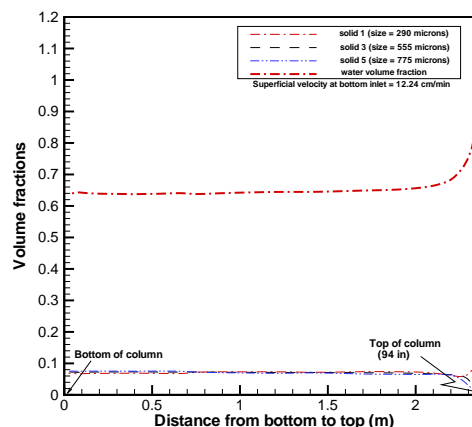 1.2
1.1
1
0.9
0.8
0.7
0.6
0.5
0.4
0.3
0.2
0.1
0
Volume fractions
solid 1 (size = 290 microns)
solid 3 (size = 555 microns)
solid 5 (size = 775 microns)
water volume fraction
Superficial velocity at bottom inlet = 12.24 cm/min
Bottom of column
Top of column
(94 in)
0 0.5 1 1.5 2
Distance from bottom to top (m)